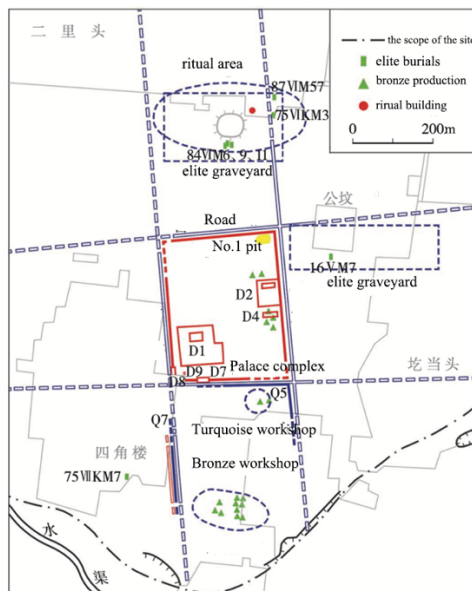 二里头
the scope of the site
elite burials
bronze production
rirual building
0 200m
ritual area
87ⅥM57
75ⅥKM3
84ⅥM6、9、11
elite graveyard
公坟
Road
No.1 pit
16ⅤM7
elite graveyard
D2
D4
D1
D9 D7
D8
Palace complex
圪当头
Q5
Q7
Turquoise workshop
四角楼
Bronze workshop
75ⅦKM7
水
渠